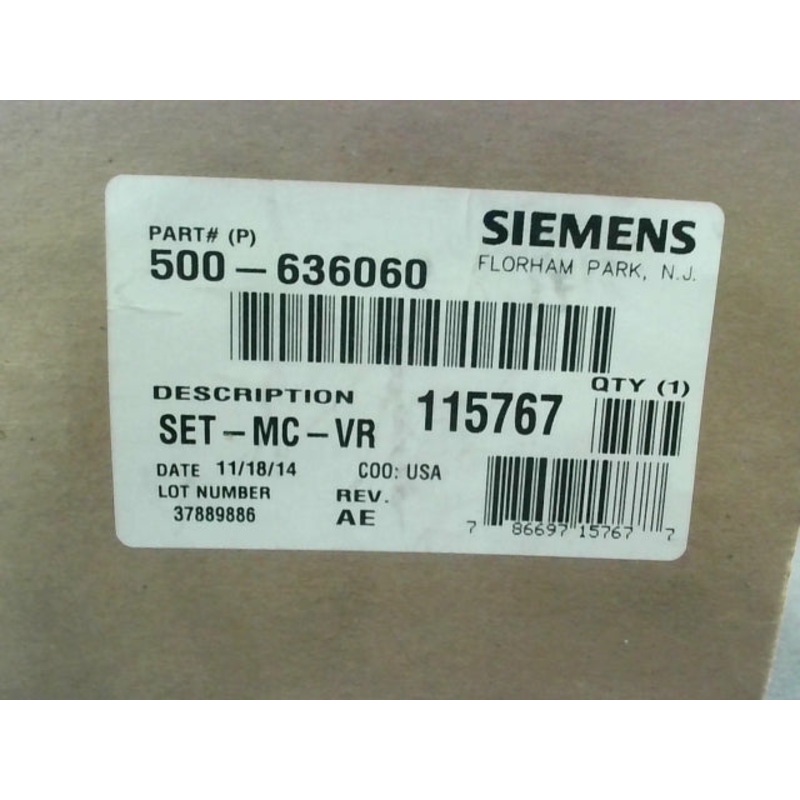 PART# (P)
500-636060
SIEMENS
FLORHAM PARK, N.J.
DESCRIPTION
SET-MC-VR
115767
QTY (1)
DATE 11/18/14
COO: USA
LOT NUMBER
37889886
REV.
AE
7 86697 15767 7